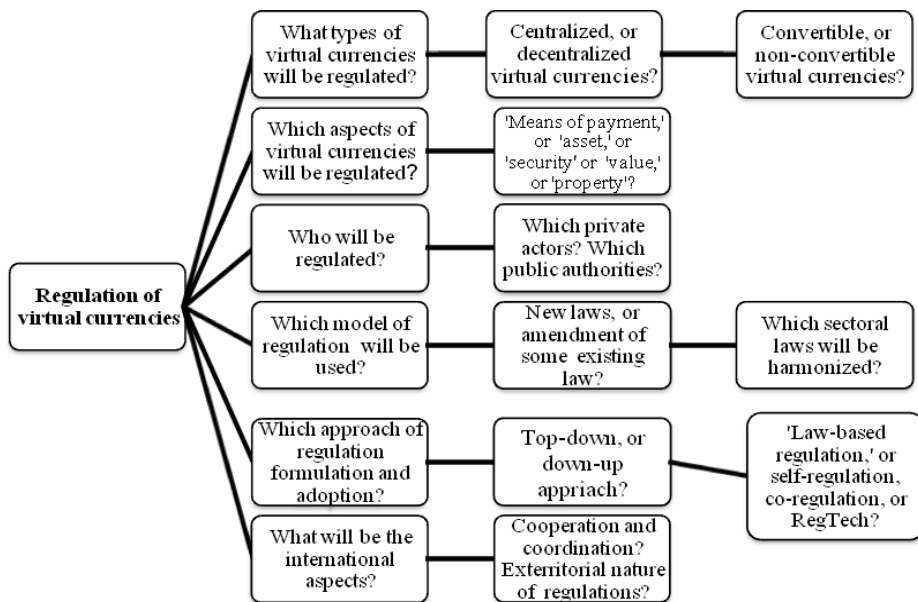 What types of
virtual currencies
will be regulated?
Centralized, or
decentralized
virtual currencies?
Convertible, or
non-convertible
virtual currencies?
Which aspects of
virtual currencies
will be regulated?
'Means of payment,'
or 'asset,' or
'security' or 'value,'
or 'property'?
Who will be
regulated?
Which private
actors? Which
public authorities?
Regulation of
virtual currencies
Which model of
regulation will be
used?
New laws, or
amendment of
some existing
law?
Which sectoral
laws will be
harmonized?
Which approach of
regulation
formulation and
adoption?
Top-down, or
down-up
appriach?
'Law-based
regulation,' or
self-regulation,
co-regulation, or
RegTech?
What will be the
international
aspects?
Cooperation and
coordination?
Exterritorial nature
of regulations?